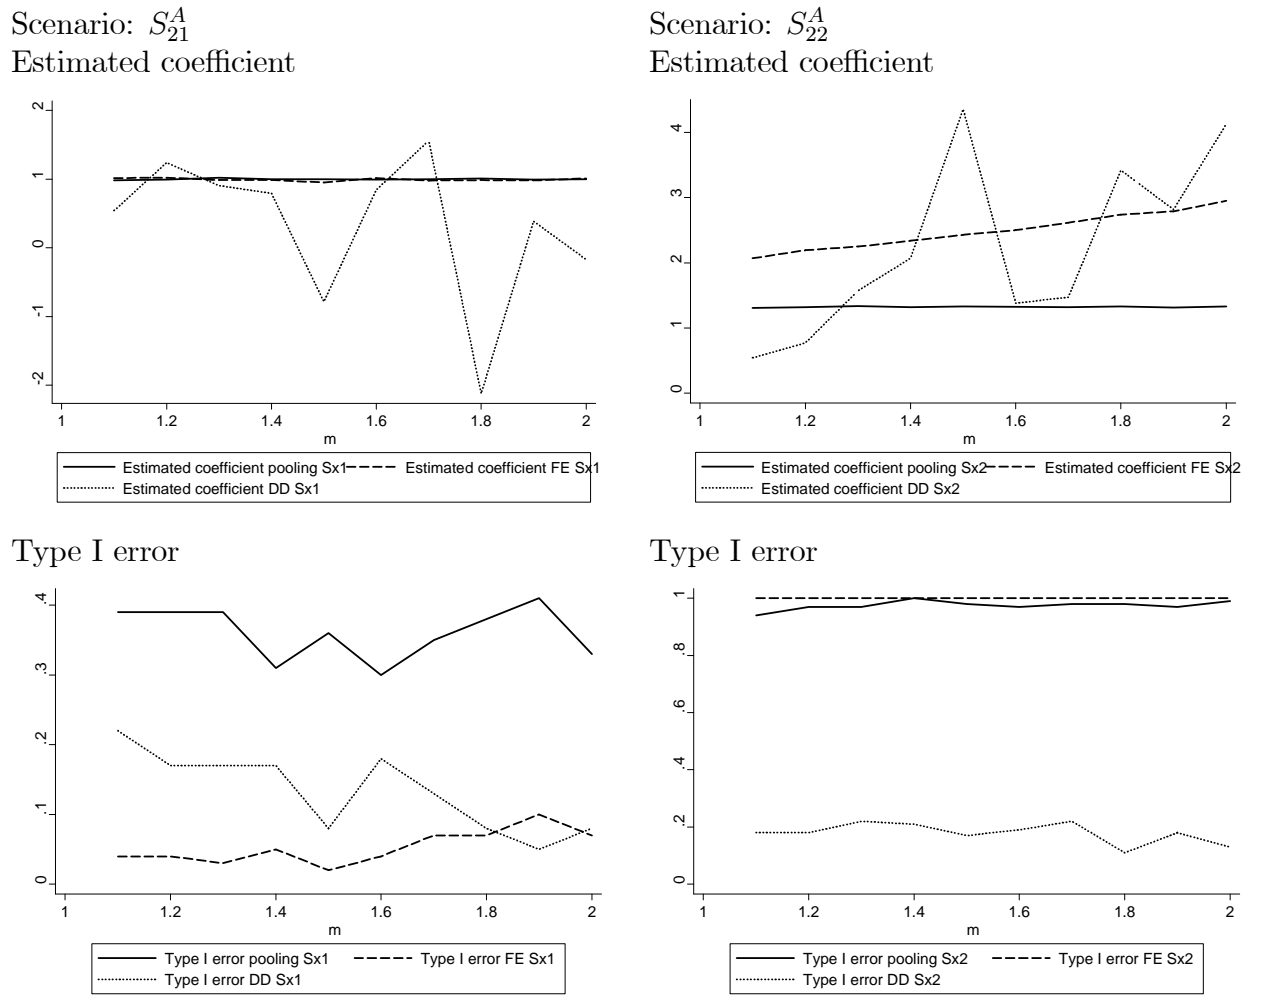 Scenario: S_{21}^{A}
Estimated coefficient
2
1
0
-1
-2
1 1.2 1.4 1.6 1.8 2
m
Estimated coefficient pooling Sx1 Estimated coefficient FE Sx1
Estimated coefficient DD Sx1
Scenario: S_{22}^{A}
Estimated coefficient
4
3
2
1
0
1 1.2 1.4 1.6 1.8 2
m
Estimated coefficient pooling Sx2 Estimated coefficient FE Sx2
Estimated coefficient DD Sx2
Type I error
.4
.3
.2
.1
0
1 1.2 1.4 1.6 1.8 2
m
Type I error pooling Sx1 Type I error FE Sx1
Type I error DD Sx1
Type I error
1
.8
.6
.4
.2
0
1 1.2 1.4 1.6 1.8 2
m
Type I error pooling Sx2 Type I error FE Sx2
Type I error DD Sx2